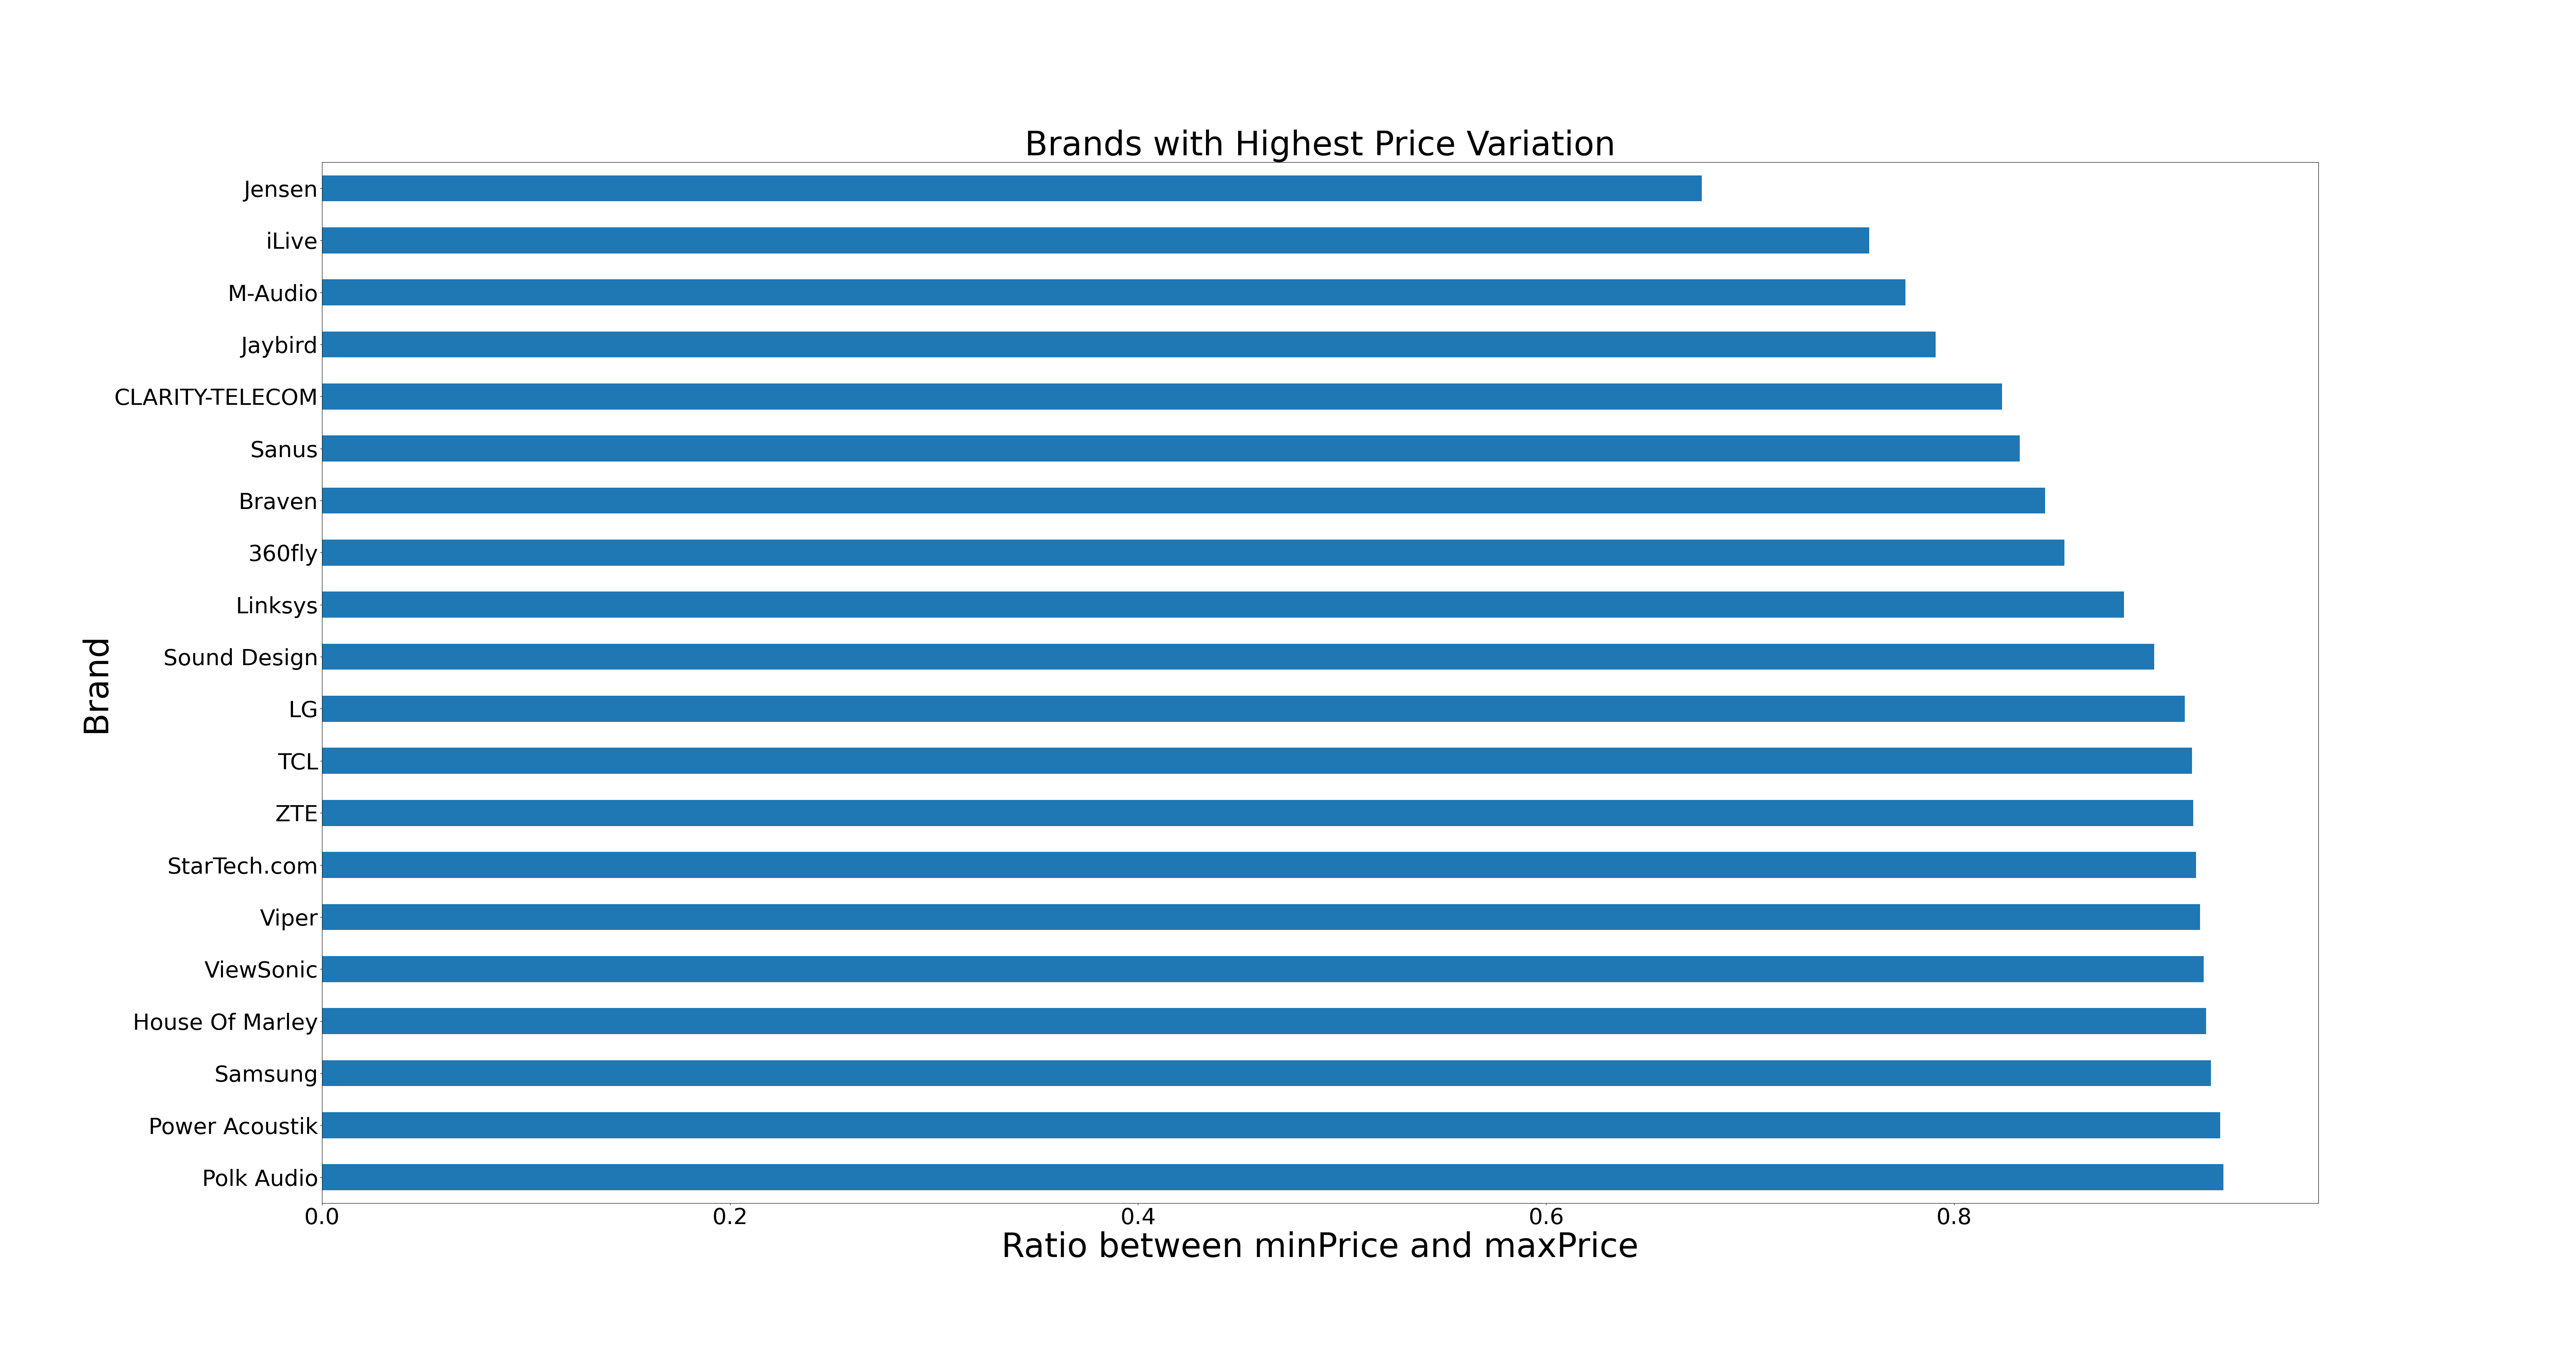 Brands with Highest Price Variation
Jensen
iLive
M-Audio
Jaybird
CLARITY-TELECOM
Sanus
Braven
360fly
Linksys
Sound Design
LG
TCL
ZTE
StarTech.com
Viper
ViewSonic
House Of Marley
Samsung
Power Acoustik
Polk Audio
Brand
0.0 0.2 0.4 0.6 0.8
Ratio between minPrice and maxPrice